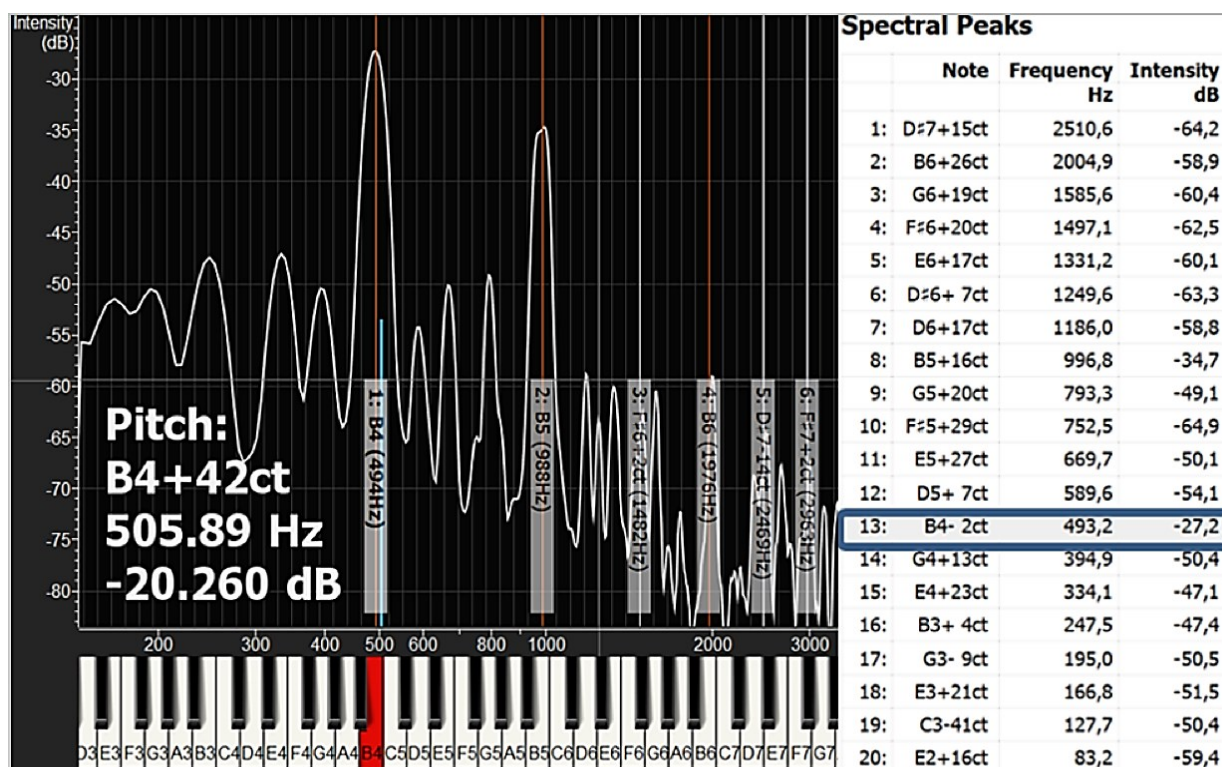 Intensity:
(dB):
-30
-35
-40
-45
-50
-55
-60
-65
-70
-75
-80
Pitch:
B4+42ct
505.89 Hz
-20.260 dB
1: B4 (494Hz)
2: B5 (988Hz)
3: F♯6+2ct (1482Hz)
4: B6 (1976Hz)
5: D♯7-14ct (2469Hz)
6: F♯7+2ct (2963Hz)
200 300 400 500 600 800 1000 2000 3000
D3 E3 F3 G3 A3 B3 C4 D4 E4 F4 G4 A4 B4 C5 D5 E5 F5 G5 A5 B5 C6 D6 E6 F6 G6 A6 B6 C7 D7 E7 F7 G7
Spectral Peaks
Note Frequency Intensity
Hz dB
1: D♯7+15ct 2510,6 -64,2
2: B6+26ct 2004,9 -58,9
3: G6+19ct 1585,6 -60,4
4: F♯6+20ct 1497,1 -62,5
5: E6+17ct 1331,2 -60,1
6: D♯6+ 7ct 1249,6 -63,3
7: D6+17ct 1186,0 -58,8
8: B5+16ct 996,8 -34,7
9: G5+20ct 793,3 -49,1
10: F♯5+29ct 752,5 -64,9
11: E5+27ct 669,7 -50,1
12: D5+ 7ct 589,6 -54,1
13: B4- 2ct 493,2 -27,2
14: G4+13ct 394,9 -50,4
15: E4+23ct 334,1 -47,1
16: B3+ 4ct 247,5 -47,4
17: G3- 9ct 195,0 -50,5
18: E3+21ct 166,8 -51,5
19: C3-41ct 127,7 -50,4
20: E2+16ct 83,2 -59,4